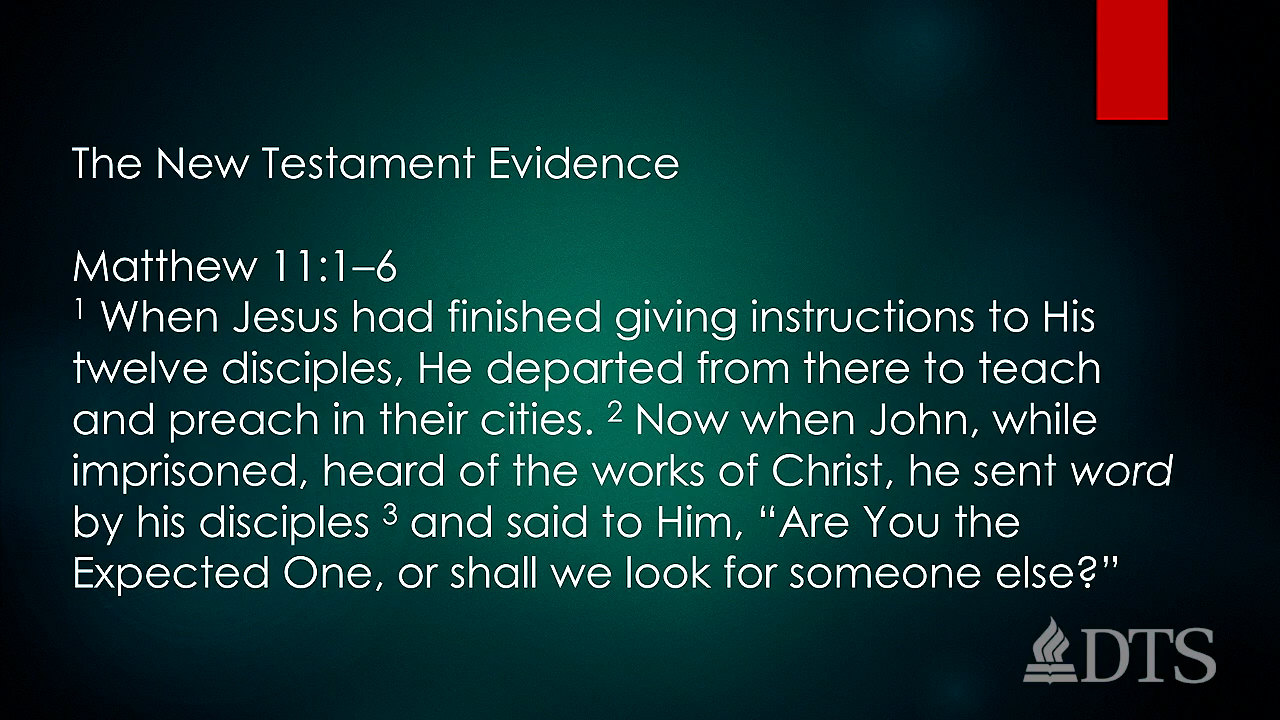 The New Testament Evidence
Matthew 11:1–6
1 When Jesus had finished giving instructions to His
twelve disciples, He departed from there to teach
and preach in their cities. 2 Now when John, while
imprisoned, heard of the works of Christ, he sent word
by his disciples 3 and said to Him, “Are You the
Expected One, or shall we look for someone else?”
DTS